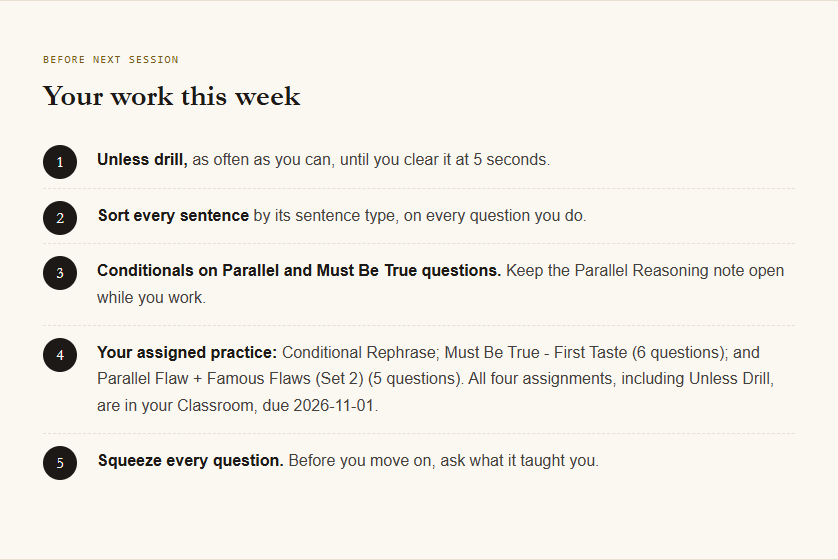 BEFORE NEXT SESSION
Your work this week
1 Unless drill, as often as you can, until you clear it at 5 seconds.
2 Sort every sentence by its sentence type, on every question you do.
3 Conditionals on Parallel and Must Be True questions. Keep the Parallel Reasoning note open
while you work.
4 Your assigned practice: Conditional Rephrase; Must Be True - First Taste (6 questions); and
Parallel Flaw + Famous Flaws (Set 2) (5 questions). All four assignments, including Unless Drill,
are in your Classroom, due 2026-11-01.
5 Squeeze every question. Before you move on, ask what it taught you.